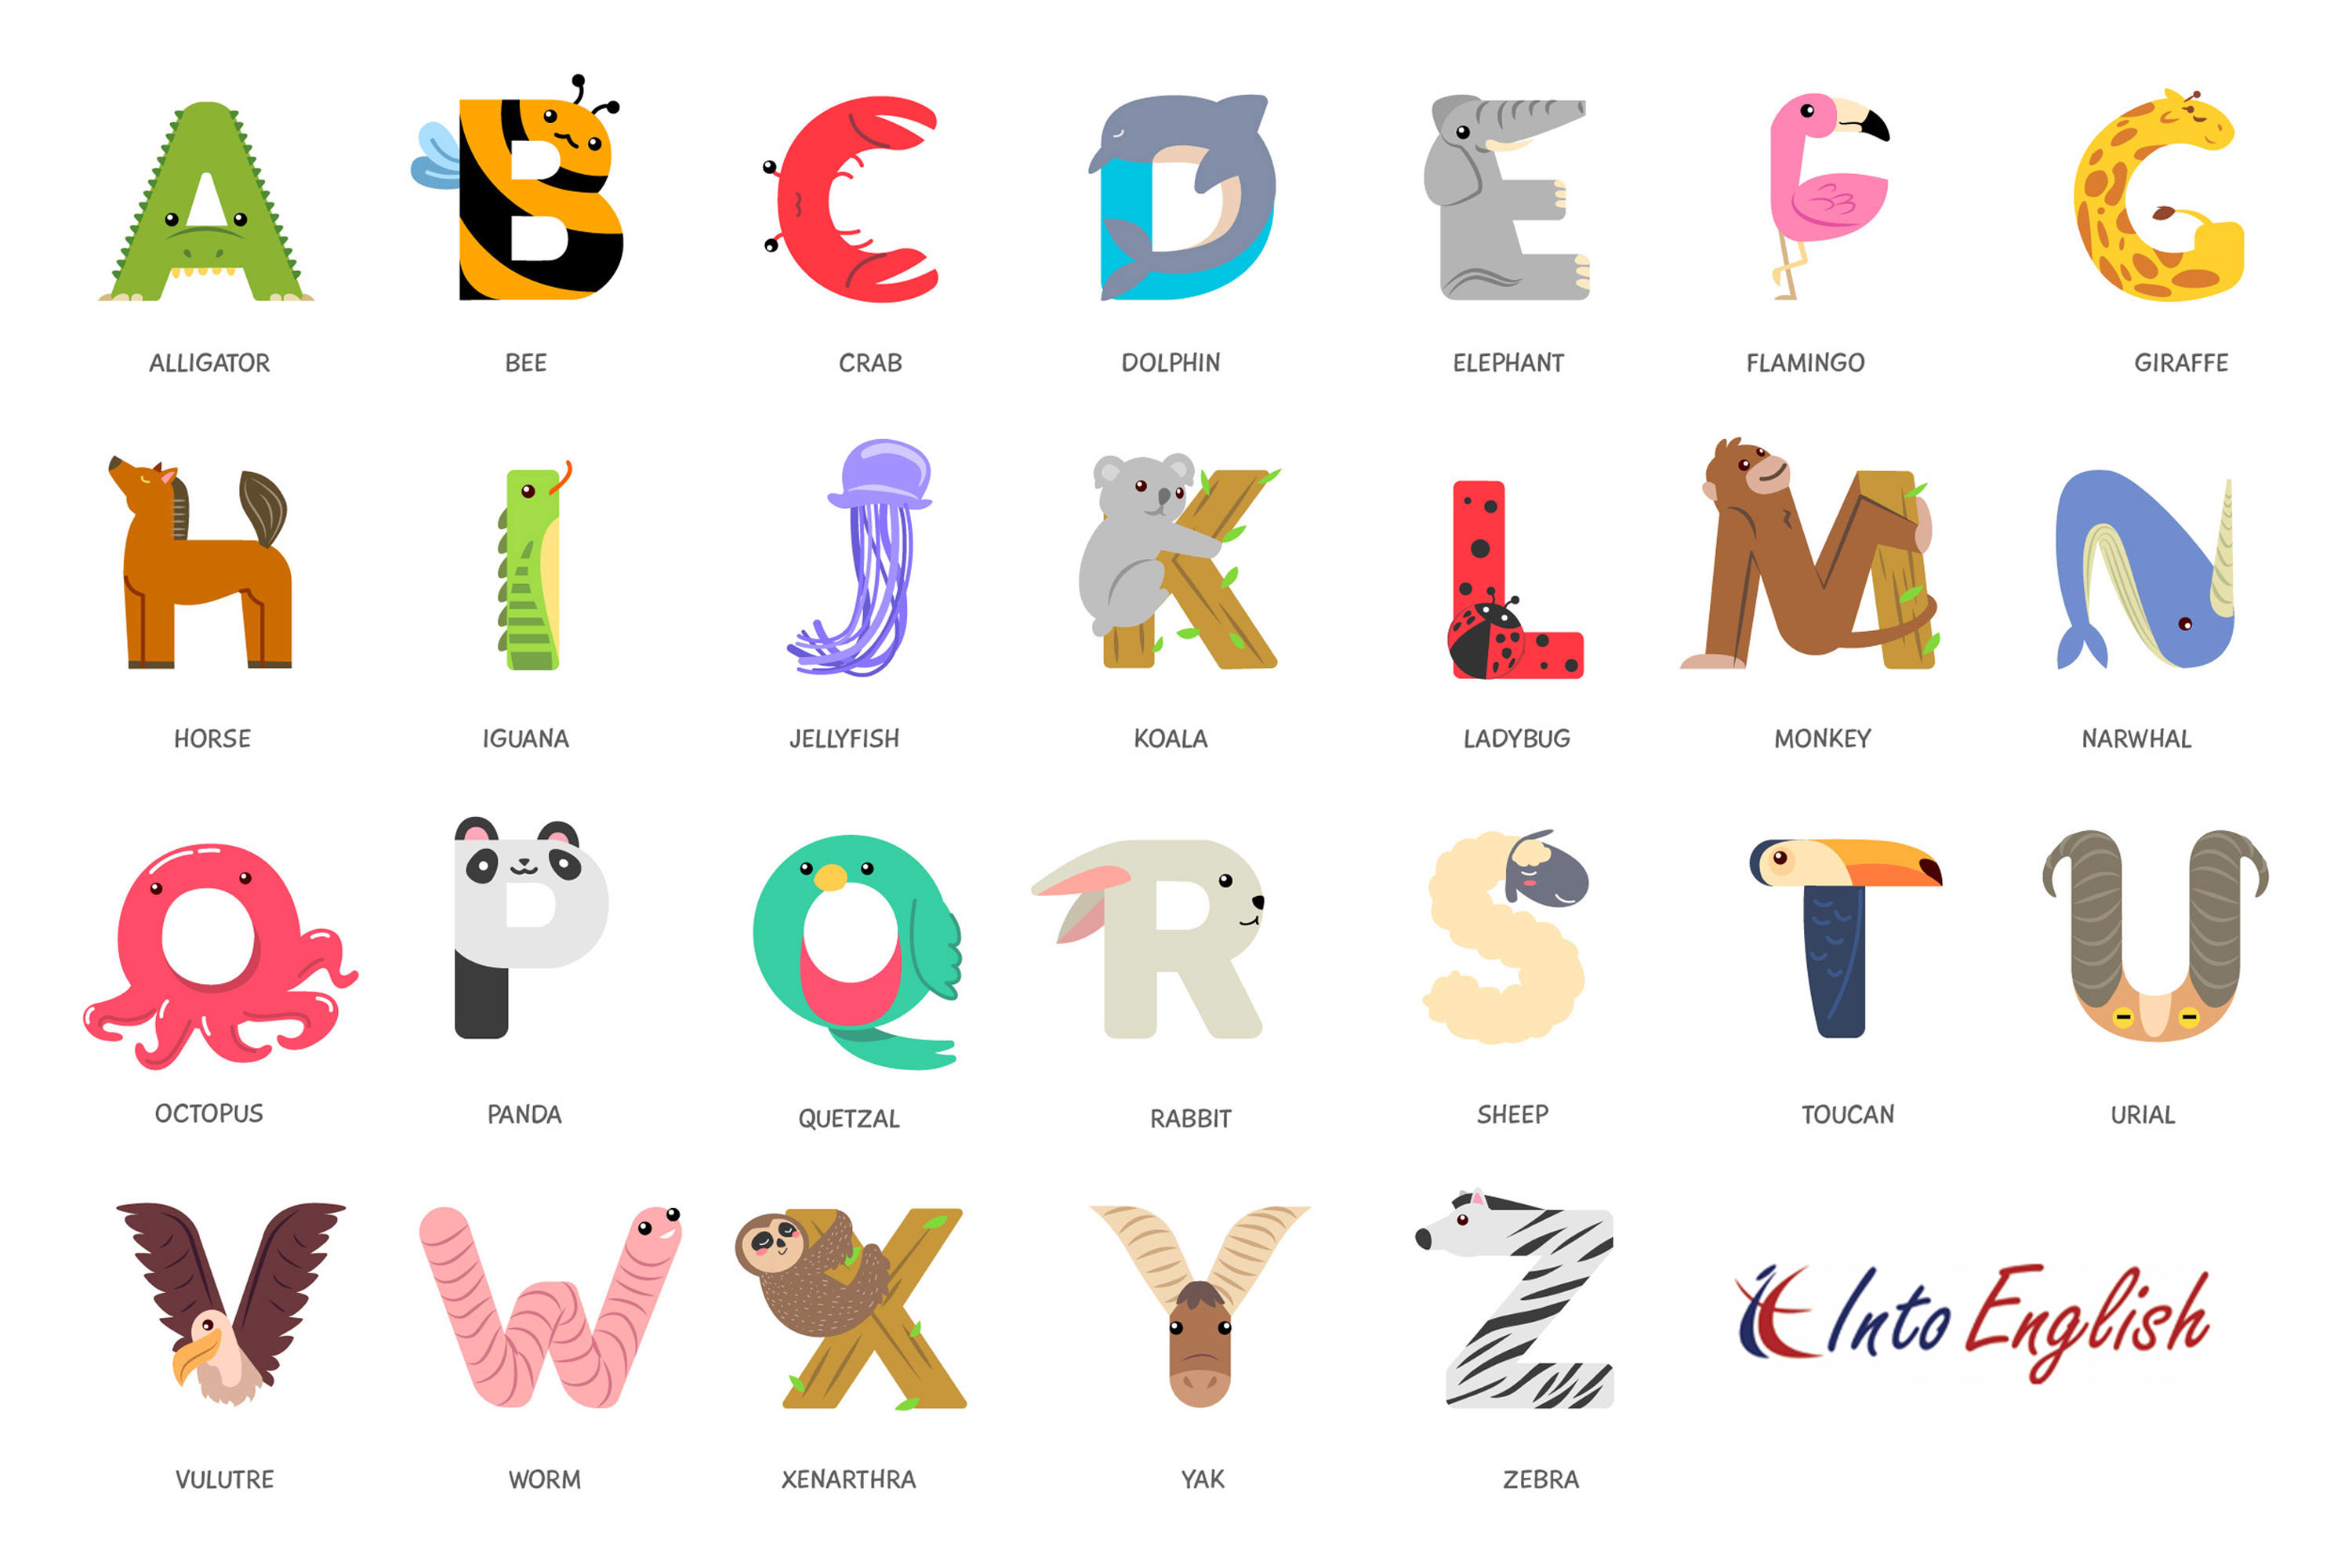 ALLIGATOR BEE CRAB DOLPHIN ELEPHANT FLAMINGO GIRAFFE
HORSE IGUANA JELLYFISH KOALA LADYBUG MONKEY NARWHAL
OCTOPUS PANDA QUETZAL RABBIT SHEEP TOUCAN URIAL
Into English
VULUTRE WORM XENARTHRA YAK ZEBRA